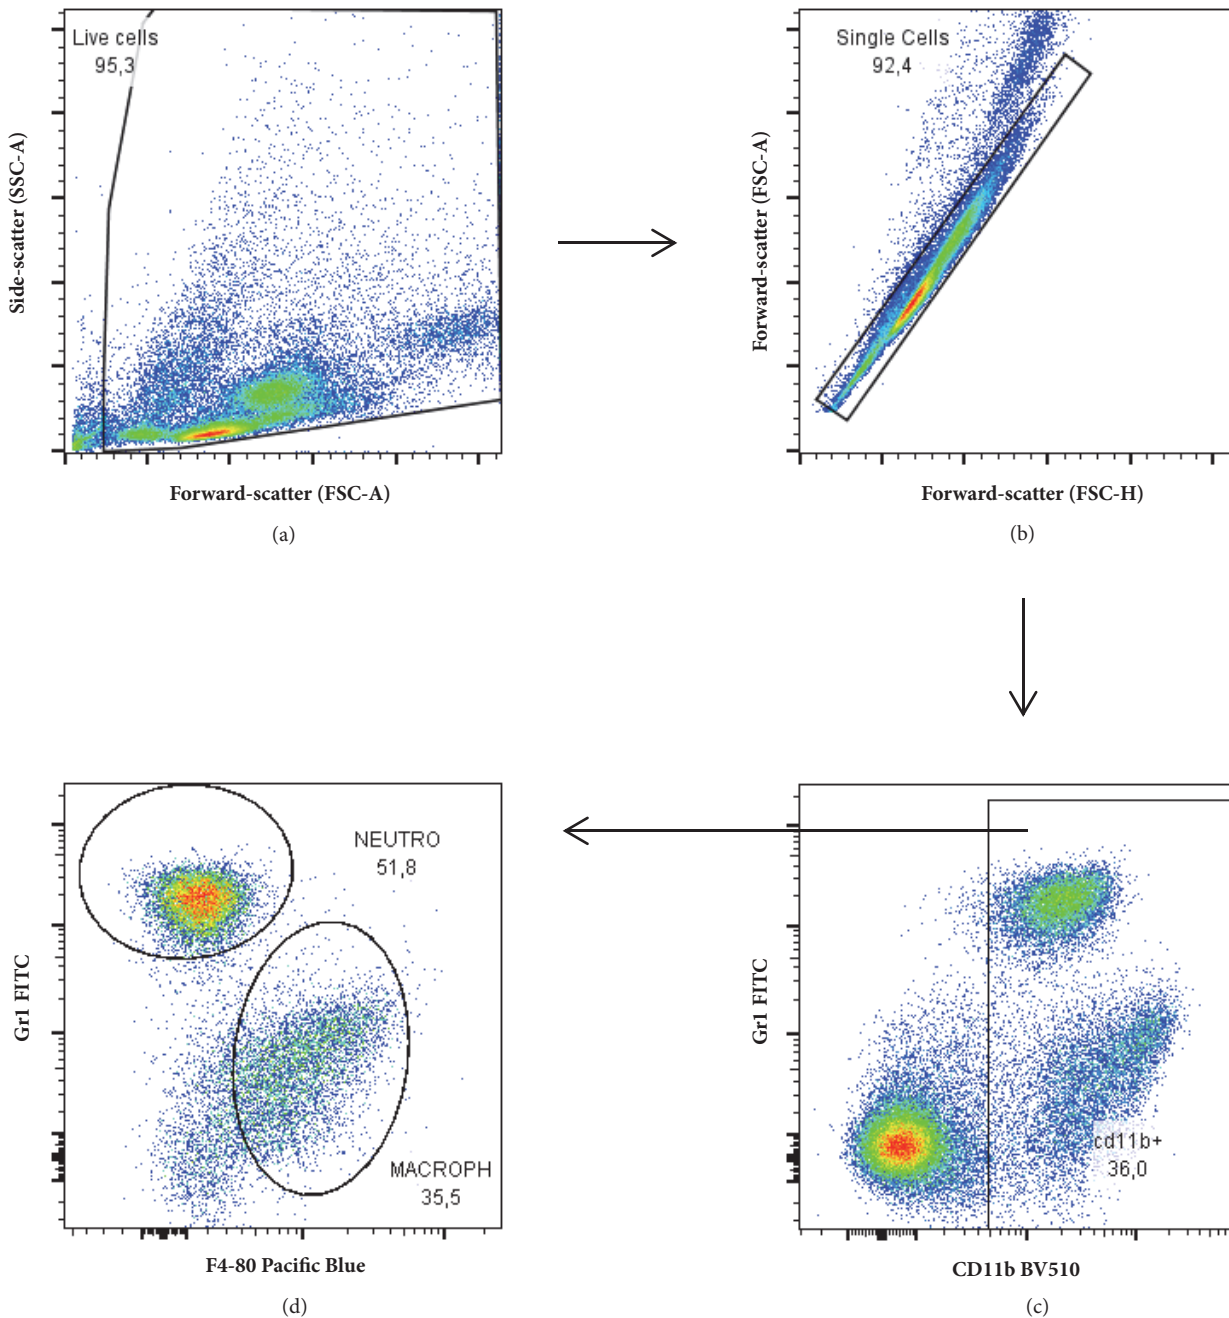 Live cells
95,3
Side-scatter (SSC-A)
Forward-scatter (FSC-A)
(a)
Single Cells
92,4
Forward-scatter (FSC-A)
Forward-scatter (FSC-H)
(b)
NEUTRO
51,8
MACROPH
35,5
Gr1 FITC
F4-80 Pacific Blue
(d)
cd11b+
36,0
Gr1 FITC
CD11b BV510
(c)